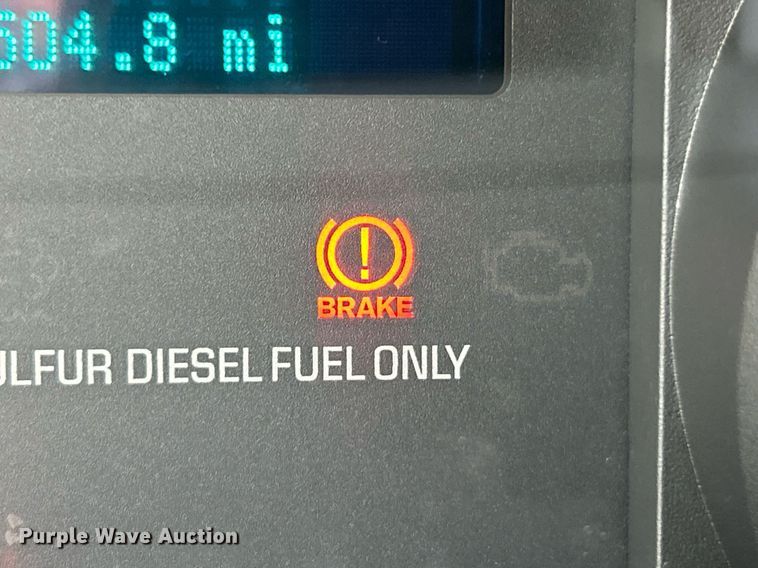 504.8 mi
!
BRAKE
ULFUR DIESEL FUEL ONLY
Purple Wave Auction